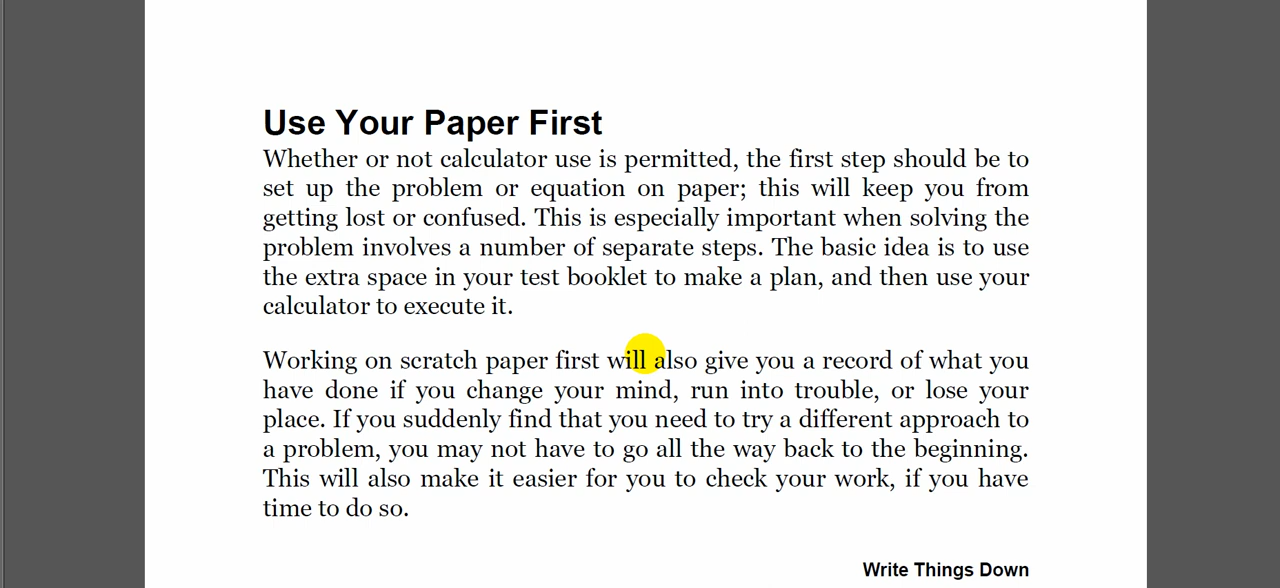 Use Your Paper First
Whether or not calculator use is permitted, the first step should be to
set up the problem or equation on paper; this will keep you from
getting lost or confused. This is especially important when solving the
problem involves a number of separate steps. The basic idea is to use
the extra space in your test booklet to make a plan, and then use your
calculator to execute it.
Working on scratch paper first will also give you a record of what you
have done if you change your mind, run into trouble, or lose your
place. If you suddenly find that you need to try a different approach to
a problem, you may not have to go all the way back to the beginning.
This will also make it easier for you to check your work, if you have
time to do so.
Write Things Down